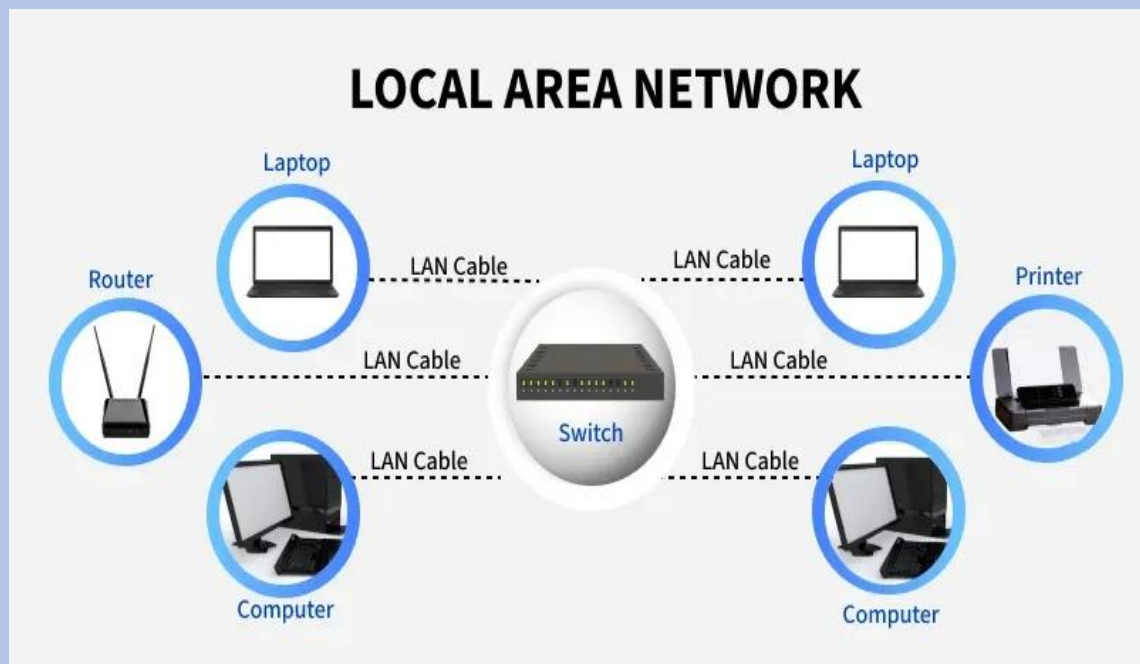 LOCAL AREA NETWORK
Laptop
Laptop
LAN Cable
LAN Cable
Router
Printer
LAN Cable
LAN Cable
Switch
LAN Cable
LAN Cable
Computer
Computer